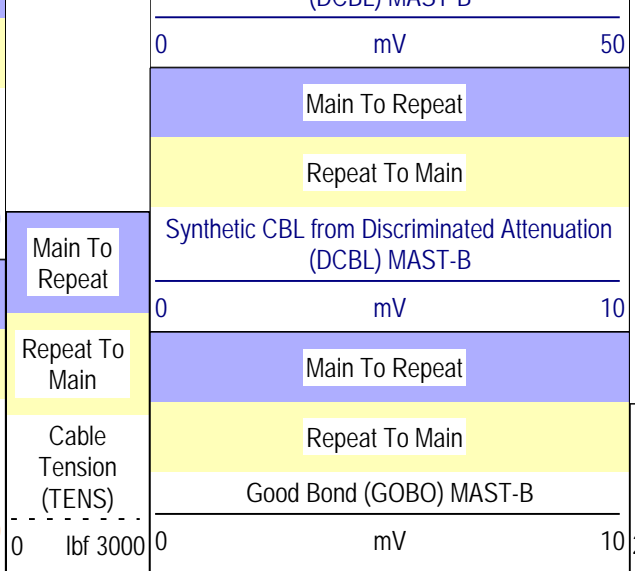 (DCBL) MAST-B
0 mV 50
Main To Repeat
Repeat To Main
Synthetic CBL from Discriminated Attenuation
(DCBL) MAST-B
0 mV 10
Main To Repeat
Repeat To Main
Good Bond (GOBO) MAST-B
0 mV 10
Main To
Repeat
Repeat To
Main
Cable
Tension
(TENS)
0 lbf 3000